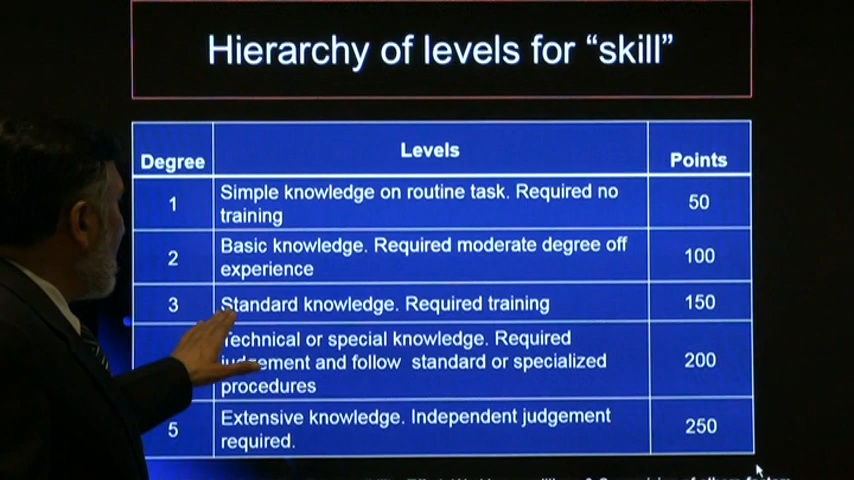 Hierarchy of levels for “skill”
Degree
Levels
Points
1
Simple knowledge on routine task. Required no
training
50
2
Basic knowledge. Required moderate degree off
experience
100
3
Standard knowledge. Required training
150
Technical or special knowledge. Required
judgement and follow standard or specialized
procedures
200
5
Extensive knowledge. Independent judgement
required.
250